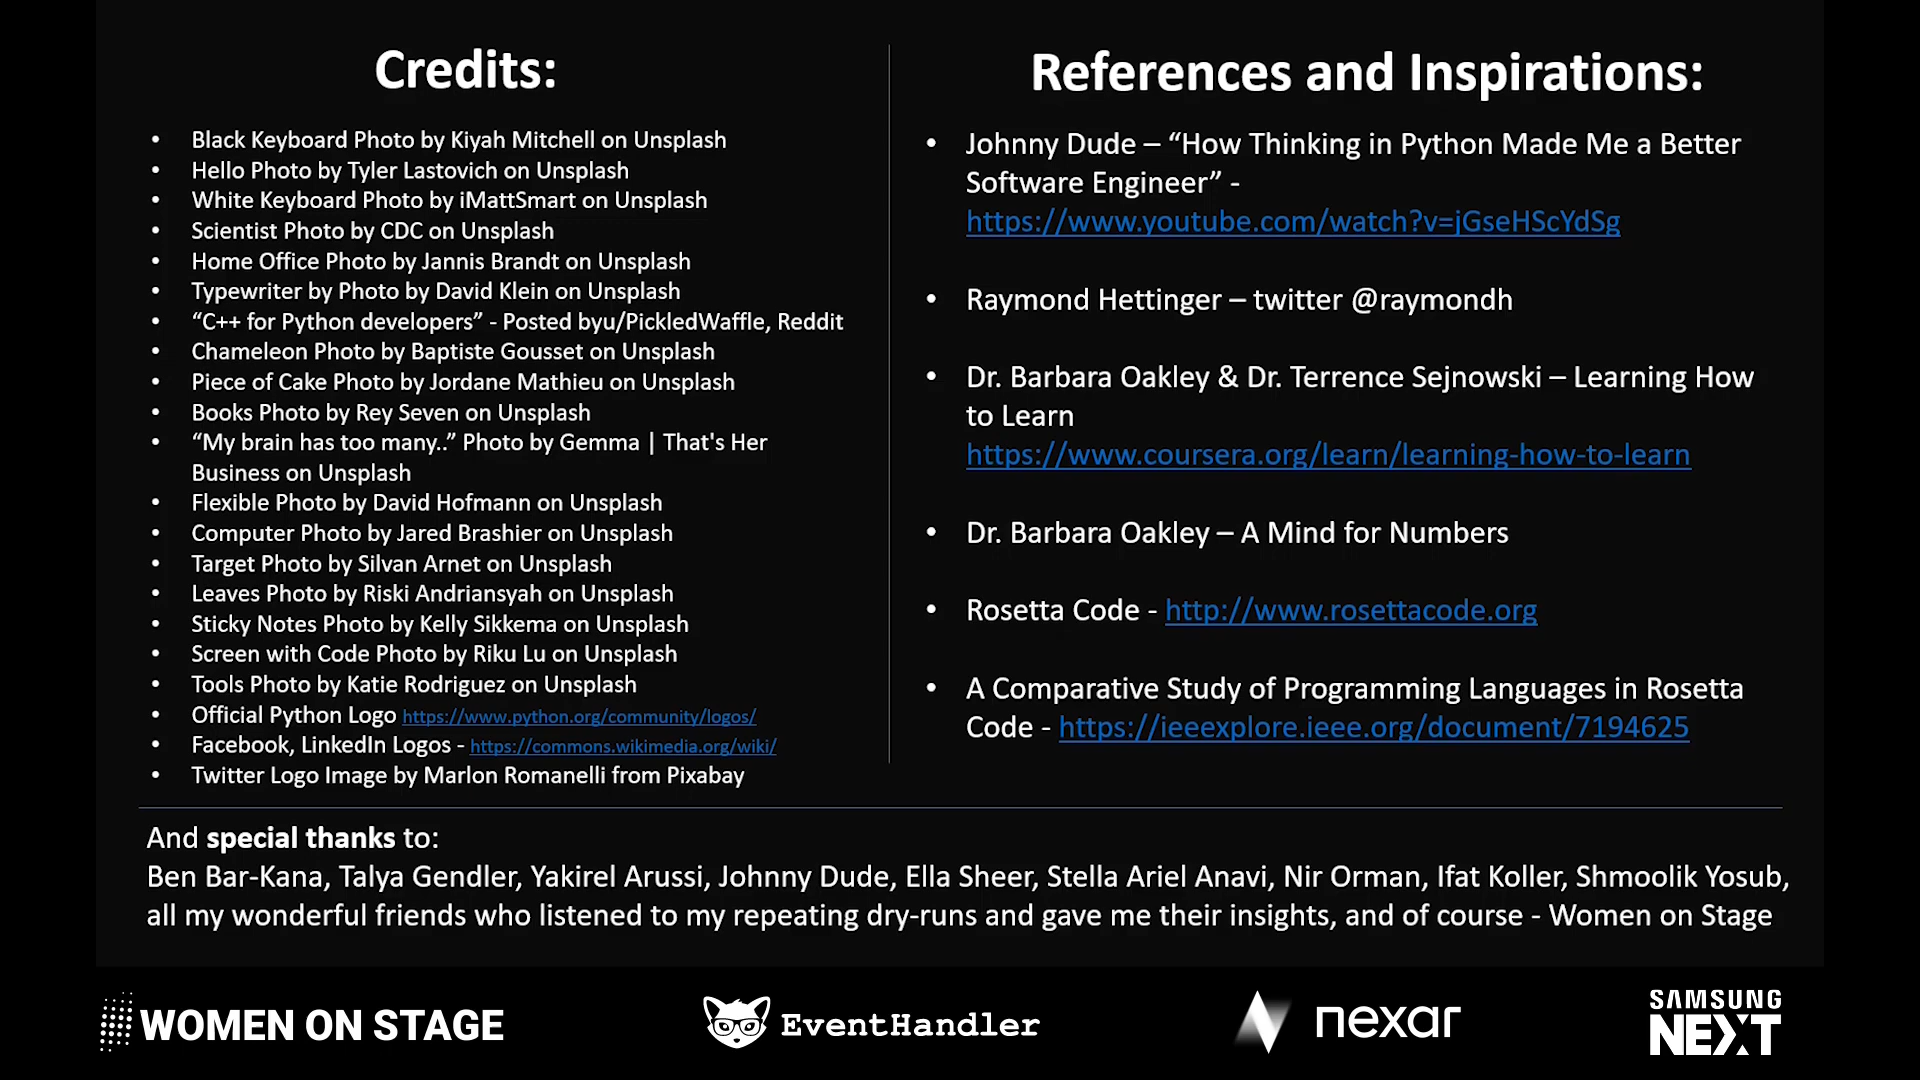 Credits:
• Black Keyboard Photo by Kiyah Mitchell on Unsplash
• Hello Photo by Tyler Lastovich on Unsplash
• White Keyboard Photo by iMattSmart on Unsplash
• Scientist Photo by CDC on Unsplash
• Home Office Photo by Jannis Brandt on Unsplash
• Typewriter by Photo by David Klein on Unsplash
• “C++ for Python developers” - Posted byu/PickledWaffle, Reddit
• Chameleon Photo by Baptiste Gousset on Unsplash
• Piece of Cake Photo by Jordane Mathieu on Unsplash
• Books Photo by Rey Seven on Unsplash
• “My brain has too many..” Photo by Gemma | That's Her
Business on Unsplash
• Flexible Photo by David Hofmann on Unsplash
• Computer Photo by Jared Brashier on Unsplash
• Target Photo by Silvan Arnet on Unsplash
• Leaves Photo by Riski Andriansyah on Unsplash
• Sticky Notes Photo by Kelly Sikkema on Unsplash
• Screen with Code Photo by Riku Lu on Unsplash
• Tools Photo by Katie Rodriguez on Unsplash
• Official Python Logo https://www.python.org/community/logos/
• Facebook, LinkedIn Logos - https://commons.wikimedia.org/wiki/
• Twitter Logo Image by Marlon Romanelli from Pixabay
References and Inspirations:
• Johnny Dude – “How Thinking in Python Made Me a Better
Software Engineer” -
https://www.youtube.com/watch?v=jGseHScYdSg
• Raymond Hettinger – twitter @raymondh
• Dr. Barbara Oakley & Dr. Terrence Sejnowski – Learning How
to Learn
https://www.coursera.org/learn/learning-how-to-learn
• Dr. Barbara Oakley – A Mind for Numbers
• Rosetta Code - http://www.rosettacode.org
• A Comparative Study of Programming Languages in Rosetta
Code - https://ieeexplore.ieee.org/document/7194625
And special thanks to:
Ben Bar-Kana, Talya Gendler, Yakirel Arussi, Johnny Dude, Ella Sheer, Stella Ariel Anavi, Nir Orman, Ifat Koller, Shmoolik Yosub,
all my wonderful friends who listened to my repeating dry-runs and gave me their insights, and of course - Women on Stage
WOMEN ON STAGE
EventHandler
nexar
SAMSUNG
NEXT